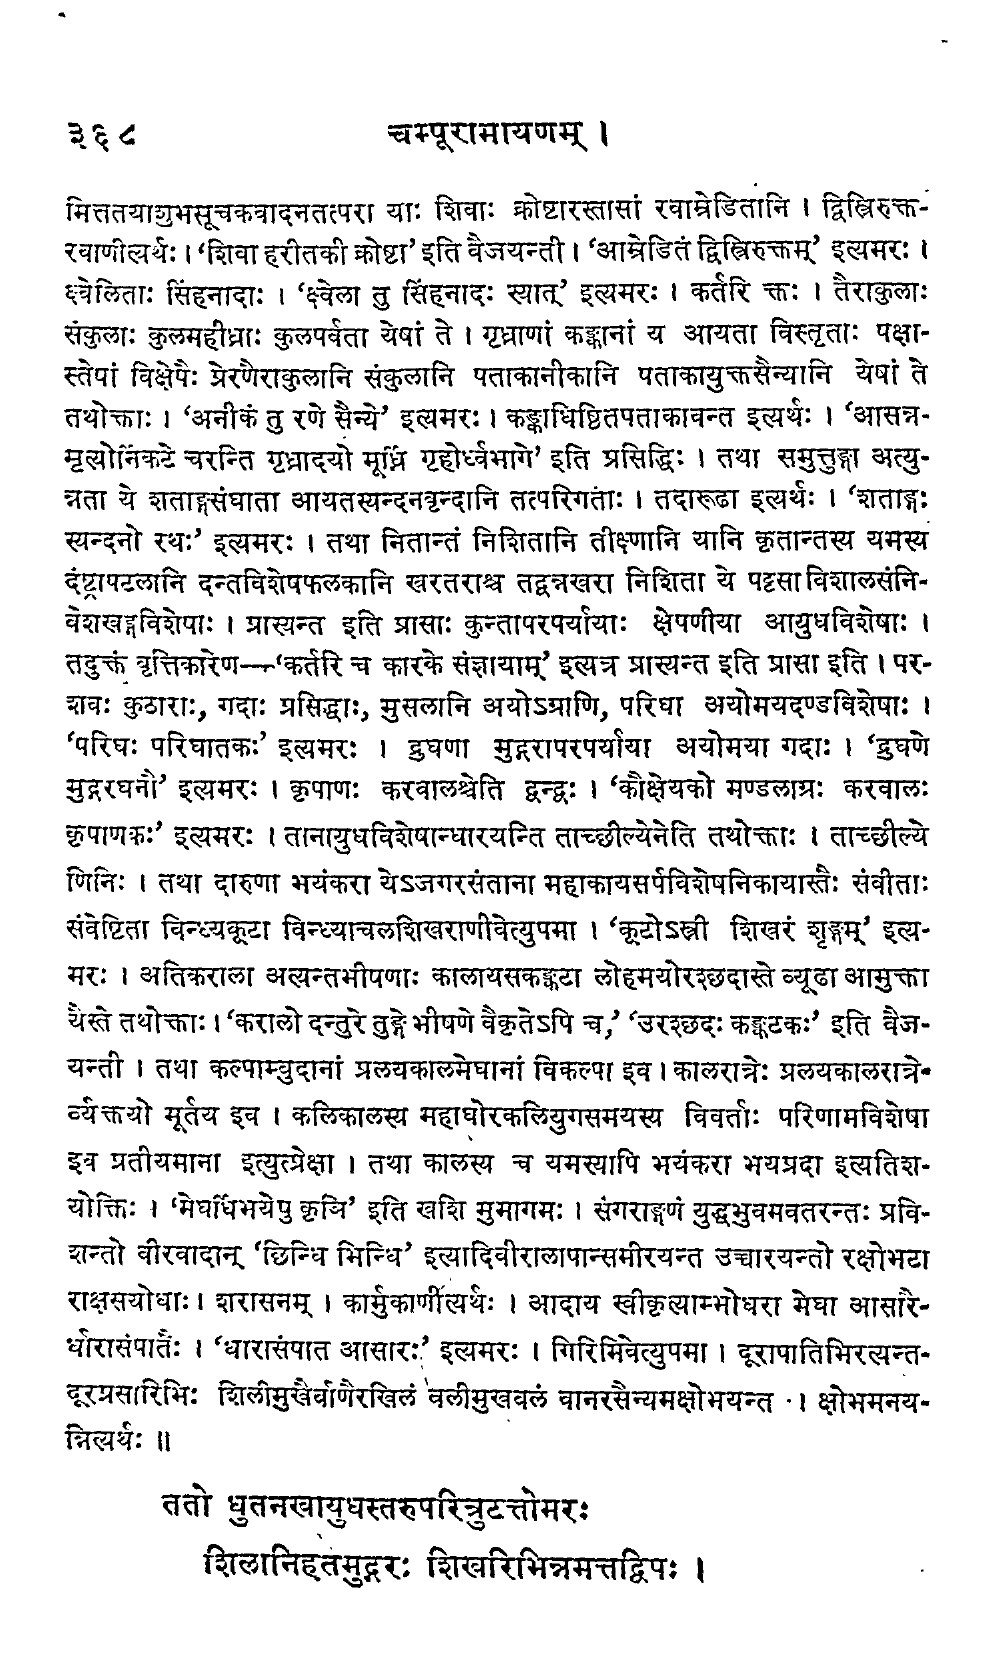 ३६८ चम्पूरामायणम् ।
मित्ततयाशुभसूचकवादनतत्परा याः शिवाः क्रोष्टारस्तासां रवाम्रेडितानि । द्वित्रिरुक्त-
रवाणीत्यर्थः । ‘शिवा हरीतकी क्रोष्टा’ इति वैजयन्ती । ‘आम्रेडितं द्विस्त्रिरुक्तम्’ इत्यमरः ।
क्ष्वेलिताः सिंहनादाः । ‘क्ष्वेला तु सिंहनादः स्यात्’ इत्यमरः । कर्तरि क्तः । तैराकुलाः
संकुलाः कुलमहीध्राः कुलपर्वता येषां ते । गृध्राणां कङ्कानां य आयता विस्तृताः पक्षा-
स्तेषां विक्षेपैः प्रेरणैराकुलानि संकुलानि पताकानीकानि पताकायुक्तसैन्यानि येषां ते
तथोक्ताः । ‘अनीकं तु रणे सैन्ये’ इत्यमरः । कङ्काधिष्ठितपताकावन्त इत्यर्थः । ‘आसन्न-
मृत्योर्निकटे चरन्ति गृध्रादयो मूर्ध्नि गृहोर्ध्वभागे’ इति प्रसिद्धिः । तथा समुत्तुङ्गा अत्यु-
न्नता ये शताङ्गसंघाता आयतस्यन्दनवृन्दानि तत्परिगताः । तदारूढा इत्यर्थः । ‘शताङ्गः
स्यन्दनो रथः’ इत्यमरः । तथा नितान्तं निशितानि तीक्ष्णानि यानि कृतान्तस्य यमस्य
दंष्ट्रापटलानि दन्तविशेषफलकानि खरतराश्च तद्वन्नखरा निशिता ये पट्टसा विशालसंनि-
वेशखड्गविशेषाः । प्रास्यन्त इति प्रासाः कुन्तापरपर्यायाः क्षेपणीया आयुधविशेषाः ।
तदुक्तं वृत्तिकारेण—‘कर्तरि च कारके संज्ञायाम्’ इत्यत्र प्रास्यन्त इति प्रासा इति । पर-
शवः कुठाराः, गदाः प्रसिद्धाः, मुसलानि अयोऽग्राणि, परिघा अयोमयदण्डविशेषाः ।
‘परिघः परिघातकः’ इत्यमरः । द्रुघणा मुद्गरापरपर्याया अयोमया गदाः । ‘द्रुघणे
मुद्गरघनौ’ इत्यमरः । कृपाणः करवालश्चेति द्वन्द्वः । ‘कौक्षेयको मण्डलाग्रः करवालः
कृपाणकः’ इत्यमरः । तानायुधविशेषान्धारयन्ति ताच्छील्येनेति तथोक्ताः । ताच्छील्ये
णिनिः । तथा दारुणा भयंकरा येऽजगरसंताना महाकायसर्पविशेषनिकायास्तैः संवीताः
संवेष्टिता विन्ध्यकूटा विन्ध्याचलशिखराणीवेत्युपमा । ‘कूटोऽस्त्री शिखरं शृङ्गम्’ इत्य-
मरः । अतिकराला अत्यन्तभीषणाः कालायसकङ्कटा लोहमयोरश्छदास्ते व्यूढा आमुक्ता
यैस्ते तथोक्ताः । ‘करालो दन्तुरे तुङ्गे भीषणे वैकृतेऽपि च,’ ‘उरश्छदः कङ्कटकः’ इति वैज-
यन्ती । तथा कल्पाम्बुदानां प्रलयकालमेघानां विकल्पा इव । कालरात्रेः प्रलयकालरात्रे-
र्व्यक्तयो मूर्तय इव । कलिकालस्य महाघोरकलियुगसमयस्य विवर्ताः परिणामविशेषा
इव प्रतीयमाना इत्युत्प्रेक्षा । तथा कालस्य च यमस्यापि भयंकरा भयप्रदा इत्यतिश-
योक्तिः । ‘मेघर्धिभयेषु कृञि’ इति खशि मुमागमः । संगराङ्गणं युद्धभुवमवतरन्तः प्रवि-
शन्तो वीरवादान् ‘छिन्धि भिन्धि’ इत्यादिवीरालापान्समीरयन्त उच्चारयन्तो रक्षोभटा
राक्षसयोधाः । शरासनम् । कार्मुकाणीत्यर्थः । आदाय स्वीकृत्याम्भोधरा मेघा आसारै-
र्धारासंपातैः । ‘धारासंपात आसारः’ इत्यमरः । गिरिमिवेत्युपमा । दूरापातिभिरत्यन्त-
दूरप्रसारिभिः शिलीमुखैर्वाणैरखिलं वलीमुखबलं वानरसैन्यमक्षोभयन्त । क्षोभमनय-
न्नित्यर्थः ॥
ततो धुतनखायुधस्तरुपरित्रुटत्तोमरः
शिलानिहतमुद्गरः शिखरिभिन्नमत्तद्विपः ।